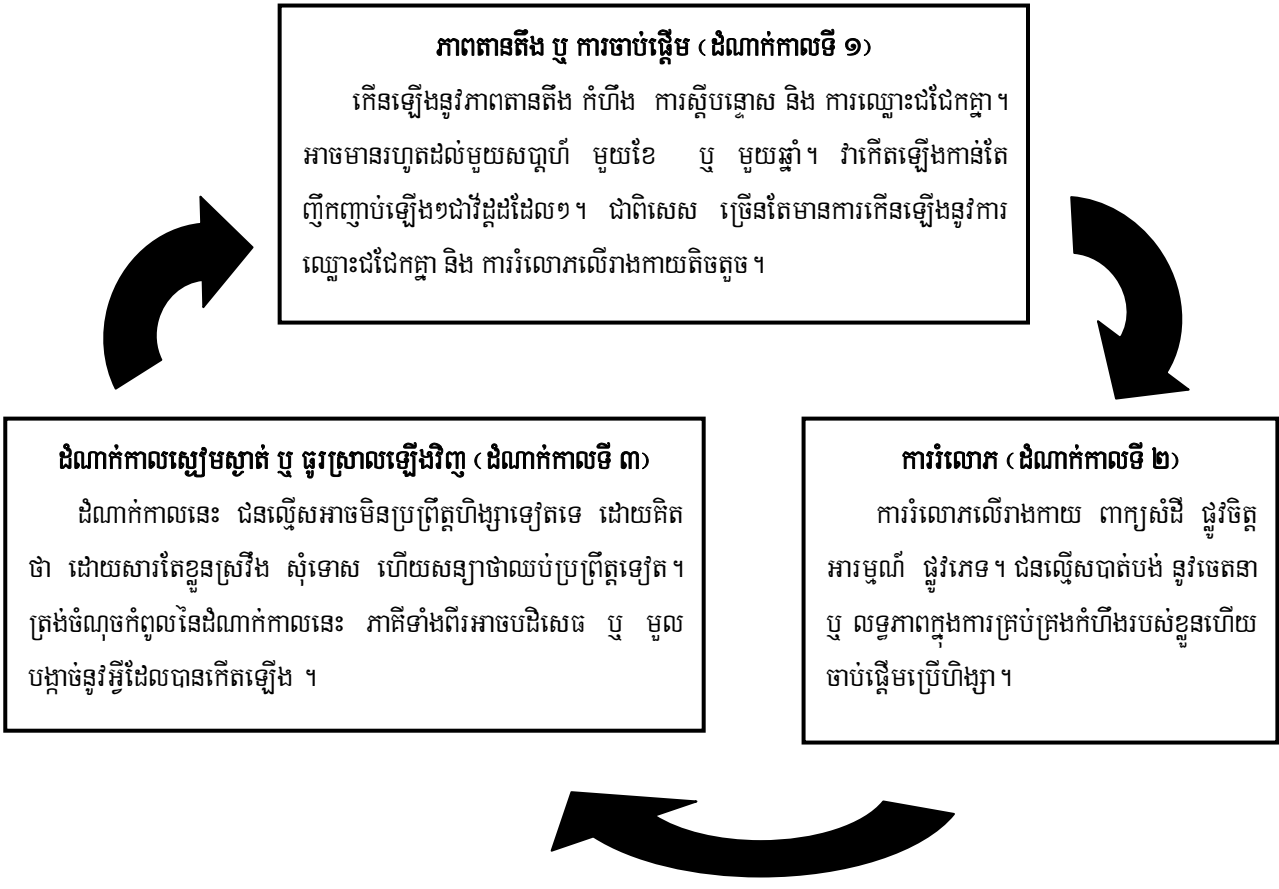 ភាពតានតឹង ឬ ការចាប់ផ្តើម (ដំណាក់កាលទី ១)
កើនឡើងនូវភាពតានតឹង កំហឹង ការស្តីបន្ទោស និង ការឈ្លោះជជែកគ្នា។
អាចមានរហូតដល់មួយសប្តាហ៍ មួយខែ ឬ មួយឆ្នាំ។ វាកើតឡើងកាន់តែ
ញឹកញាប់ឡើងៗជាវ័ដ្តដដែលៗ។ ជាពិសេស ច្រើនតែមានការកើនឡើងនូវការ
ឈ្លោះជជែកគ្នា និង ការរំលោភលើរាងកាយតិចតួច។
ការរំលោភ (ដំណាក់កាលទី ២)
ការរំលោភលើរាងកាយ ពាក្យសំដី ផ្លូវចិត្ត
អារម្មណ៍ ផ្លូវភេទ។ ជនល្មើសបាត់បង់ នូវចេតនា
ឬ លទ្ធភាពក្នុងការគ្រប់គ្រងកំហឹងរបស់ខ្លួនហើយ
ចាប់ផ្តើមប្រើហិង្សា។
ដំណាក់កាលស្ងៀមស្ងាត់ ឬ ធូរស្រាលឡើងវិញ (ដំណាក់កាលទី ៣)
ដំណាក់កាលនេះ ជនល្មើសអាចមិនប្រព្រឹត្តហិង្សាទៀតទេ ដោយគិត
ថា ដោយសារតែខ្លួនស្រវឹង សុំទោស ហើយសន្យាថាឈប់ប្រព្រឹត្តទៀត។
ត្រង់ចំណុចកំពូលនៃដំណាក់កាលនេះ ភាគីទាំងពីរអាចបដិសេធ ឬ មួល
បង្កាច់នូវអ្វីដែលបានកើតឡើង ។